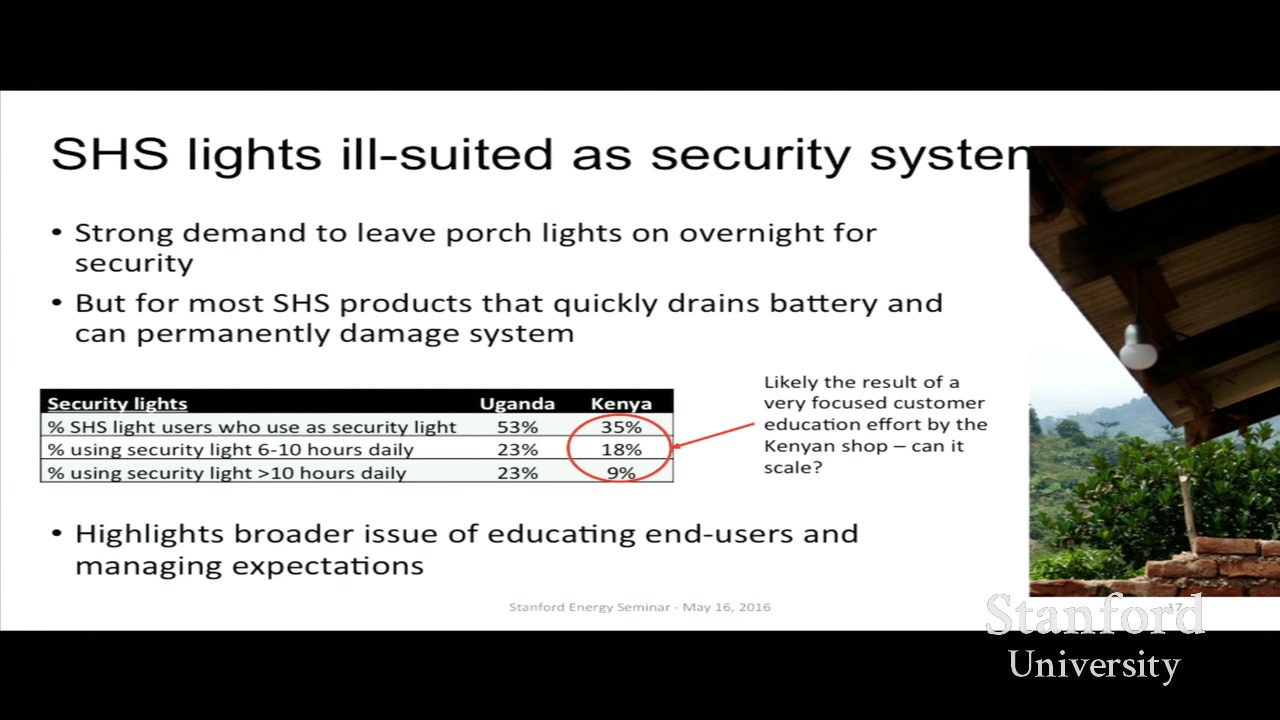 SHS lights ill-suited as security system
• Strong demand to leave porch lights on overnight for
security
• But for most SHS products that quickly drains battery and
can permanently damage system
Security lights Uganda Kenya
% SHS light users who use as security light 53% 35%
% using security light 6-10 hours daily 23% 18%
% using security light >10 hours daily 23% 9%
Likely the result of a
very focused customer
education effort by the
Kenyan shop – can it
scale?
• Highlights broader issue of educating end-users and
managing expectations
Stanford Energy Seminar - May 16, 2016
17
Stanford
University